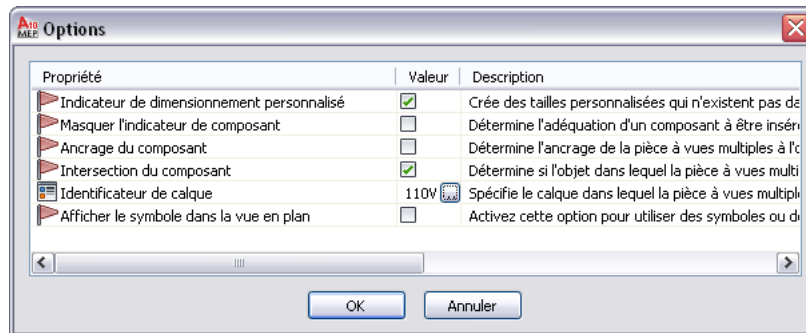 A10 MEP Options
Propriété Valeur Description
Indicateur de dimensionnement personnalisé Crée des tailles personnalisées qui n'existent pas da
Masquer l'indicateur de composant Détermine l'adéquation d'un composant à être insér
Ancrage du composant Détermine l'ancrage de la pièce à vues multiples à l'
Intersection du composant Détermine si l'objet dans lequel la pièce à vues multi
Identificateur de calque 110V ... Spécifie le calque dans lequel la pièce à vues multipl
Afficher le symbole dans la vue en plan Activez cette option pour utiliser des symboles ou d
OK Annuler